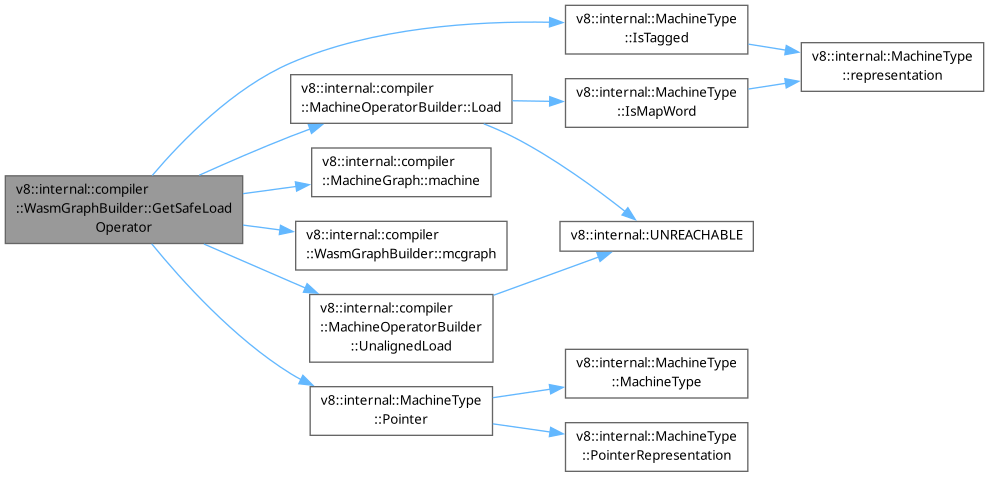 v8::internal::compiler
::WasmGraphBuilder::GetSafeLoad
Operator
v8::internal::compiler
::MachineOperatorBuilder::Load
v8::internal::compiler
::MachineGraph::machine
v8::internal::compiler
::WasmGraphBuilder::mcgraph
v8::internal::compiler
::MachineOperatorBuilder
::UnalignedLoad
v8::internal::MachineType
::Pointer
v8::internal::MachineType
::IsTagged
v8::internal::MachineType
::IsMapWord
v8::internal::UNREACHABLE
v8::internal::MachineType
::MachineType
v8::internal::MachineType
::PointerRepresentation
v8::internal::MachineType
::representation